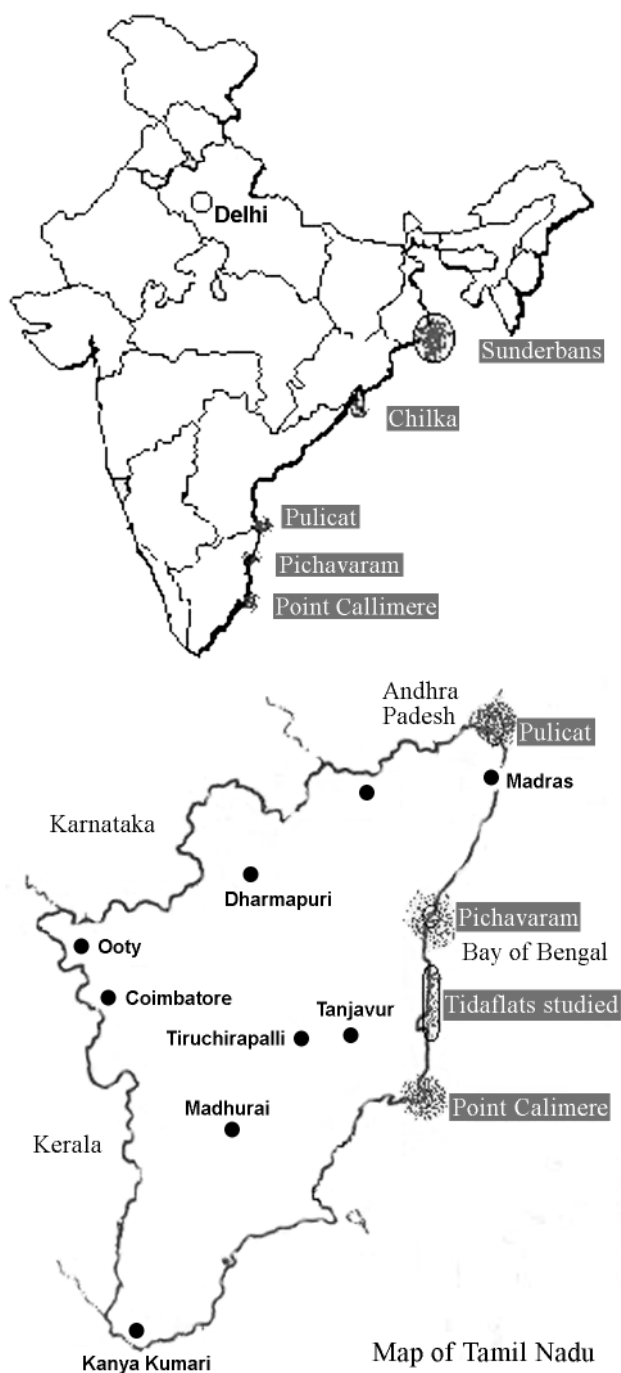 Delhi
Sunderbans
Chilka
Pulicat
Pichavaram
Point Callimere
Andhra
Padesh
Pulicat
Madras
Karnataka
Dharmapuri
Pichavaram
Ooty
Bay of Bengal
Coimbatore
Tidaflats studied
Tanjavur
Tiruchirapalli
Madhurai
Point Calimere
Kerala
Kanya Kumari
Map of Tamil Nadu